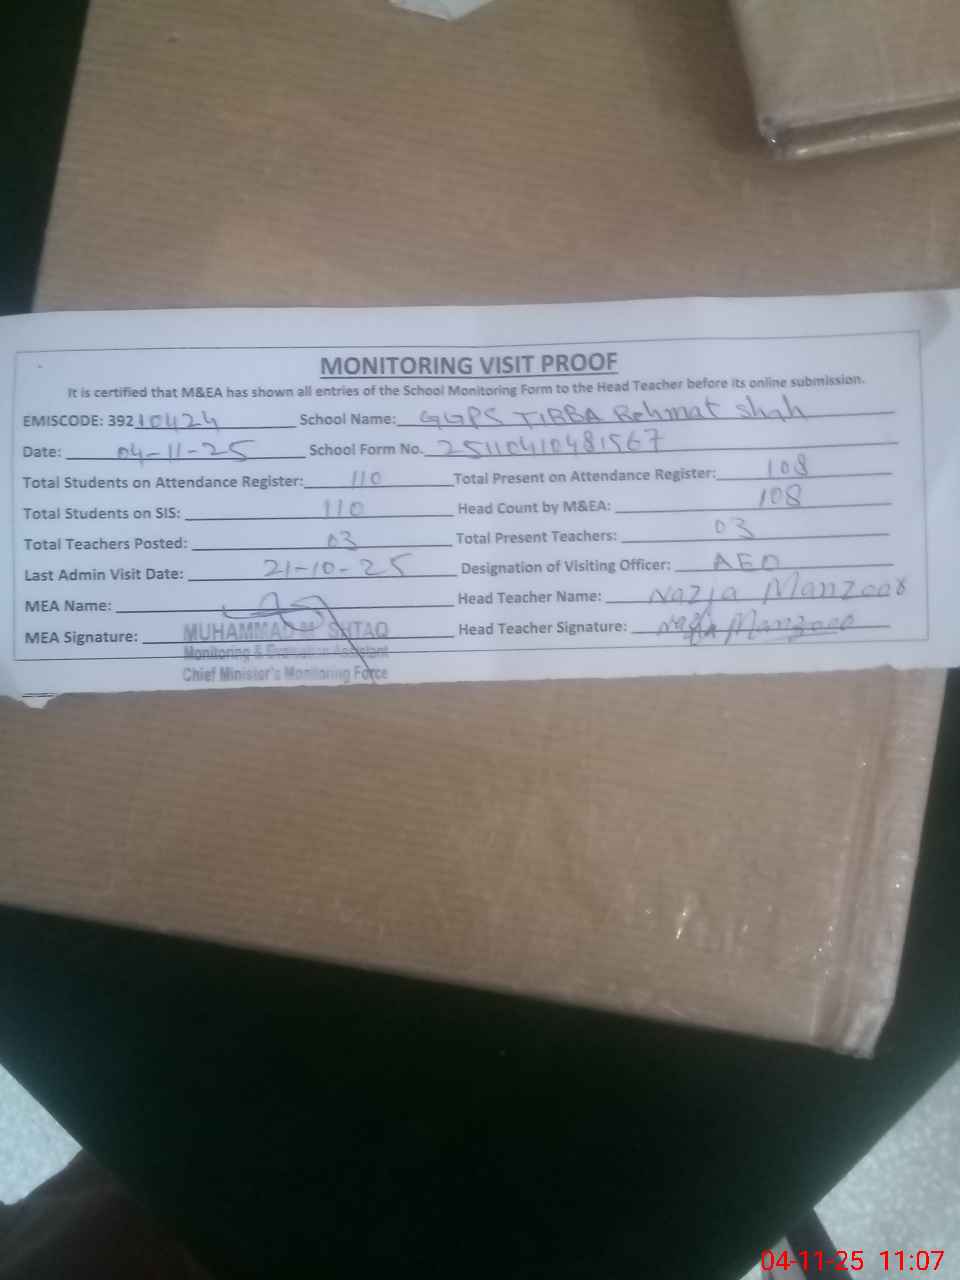 MONITORING VISIT PROOF
It is certified that M&EA has shown all entries of the School Monitoring Form to the Head Teacher before its online submission.
EMISCODE: 39210424 School Name: GGPS TIBBA Rehmat shah
Date: 04-11-25 School Form No. 25110410481567
Total Students on Attendance Register: 110 Total Present on Attendance Register: 108
Total Students on SIS: 110 Head Count by M&EA: 108
Total Teachers Posted: 03 Total Present Teachers: 03
Last Admin Visit Date: 21-10-25 Designation of Visiting Officer: AEO
MEA Name: Head Teacher Name: Nazia Manzoor
MEA Signature: MUHAMMAD Head Teacher Signature: Nazia Manzoor
Monitoring & Evaluation Assistant
Chief Minister's Monitoring Force
04-11-25 11:07